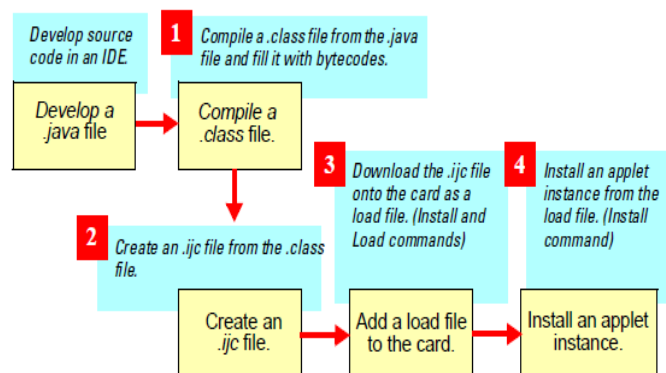 Develop source
code in an IDE.
Develop a
.java file
1
Compile a .class file from the .java
file and fill it with bytecodes.
Compile a
.class file.
2
Create an .ijc file from the .class
file.
Create an
.ijc file.
3
Download the .ijc file
onto the card as a
load file. (Install and
Load commands)
Add a load file
to the card.
4
Install an applet
instance from the
load file. (Install
command)
Install an applet
instance.